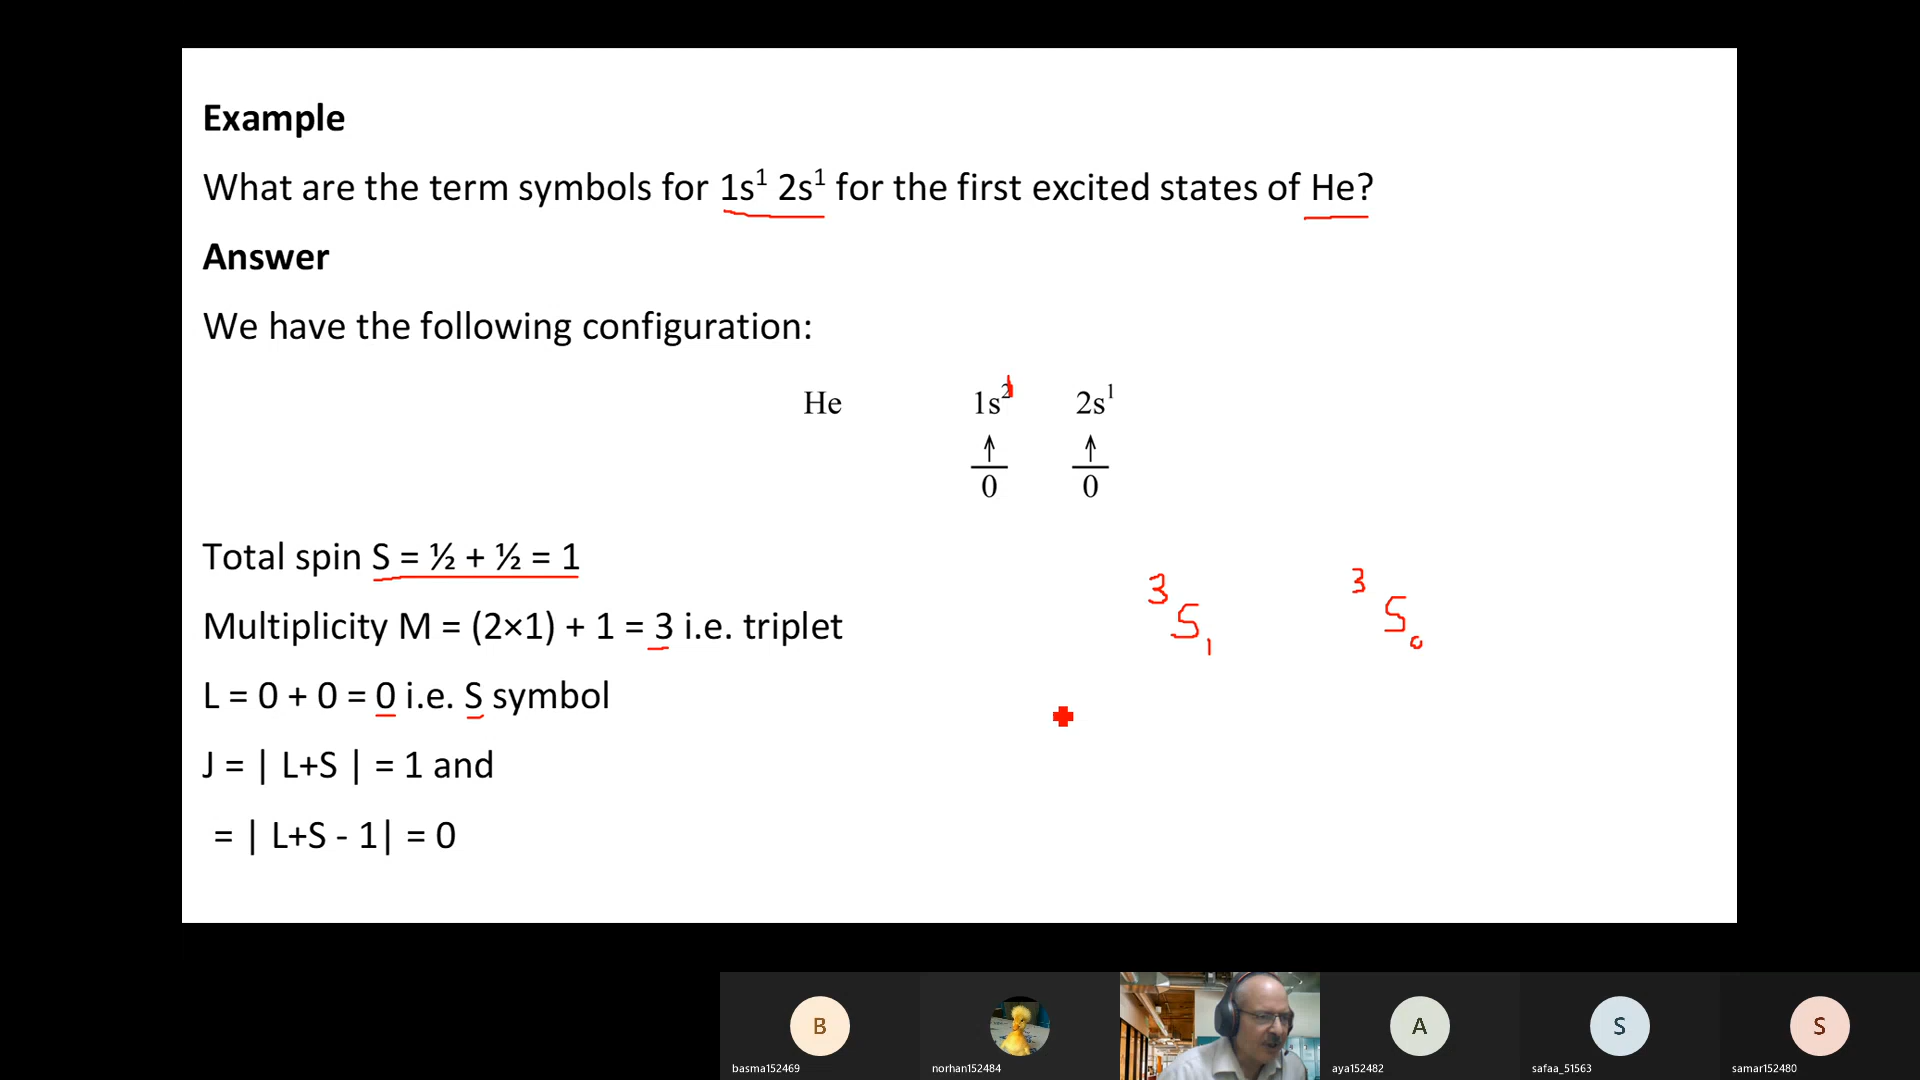 Example
What are the term symbols for 1s¹ 2s¹ for the first excited states of He?
Answer
We have the following configuration:
He 1s² 2s¹
↑ ↑
0 0
Total spin S = ½ + ½ = 1
Multiplicity M = (2×1) + 1 = 3 i.e. triplet
³S₁ ³S₀
L = 0 + 0 = 0 i.e. S symbol
J = | L+S | = 1 and
= | L+S - 1| = 0
B A S S
basma152469 norhan152484 aya152482 safaa_51563 samar152480